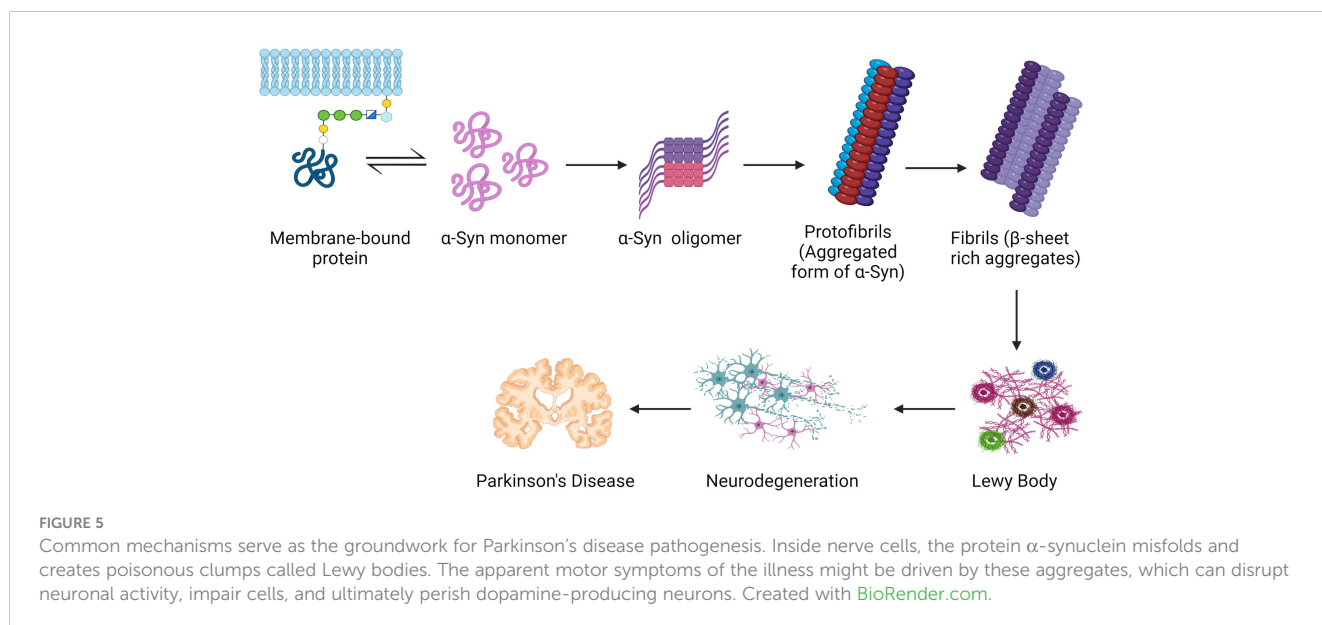 Membrane-bound
protein
α-Syn monomer
α-Syn oligomer
Protofibrils
(Aggregated
form of α-Syn)
Fibrils (β-sheet
rich aggregates)
Parkinson's Disease
Neurodegeneration
Lewy Body
FIGURE 5
Common mechanisms serve as the groundwork for Parkinson’s disease pathogenesis. Inside nerve cells, the protein α-synuclein misfolds and
creates poisonous clumps called Lewy bodies. The apparent motor symptoms of the illness might be driven by these aggregates, which can disrupt
neuronal activity, impair cells, and ultimately perish dopamine-producing neurons. Created with BioRender.com.